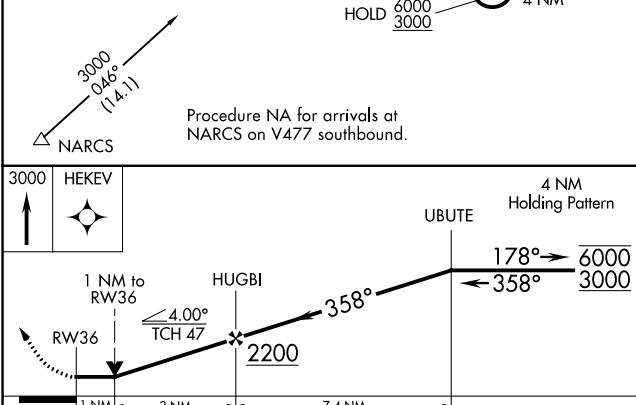 HOLD 6000 4 NM
3000
3000
046°
(14.1)
NARCS
Procedure NA for arrivals at
NARCS on V477 southbound.
3000 HEKEV
4 NM
Holding Pattern
UBUTE
178° 6000
358° 3000
1 NM to
RW36
HUGBI
4.00°
TCH 47
358°
RW36
2200
1 NM
7.4 NM